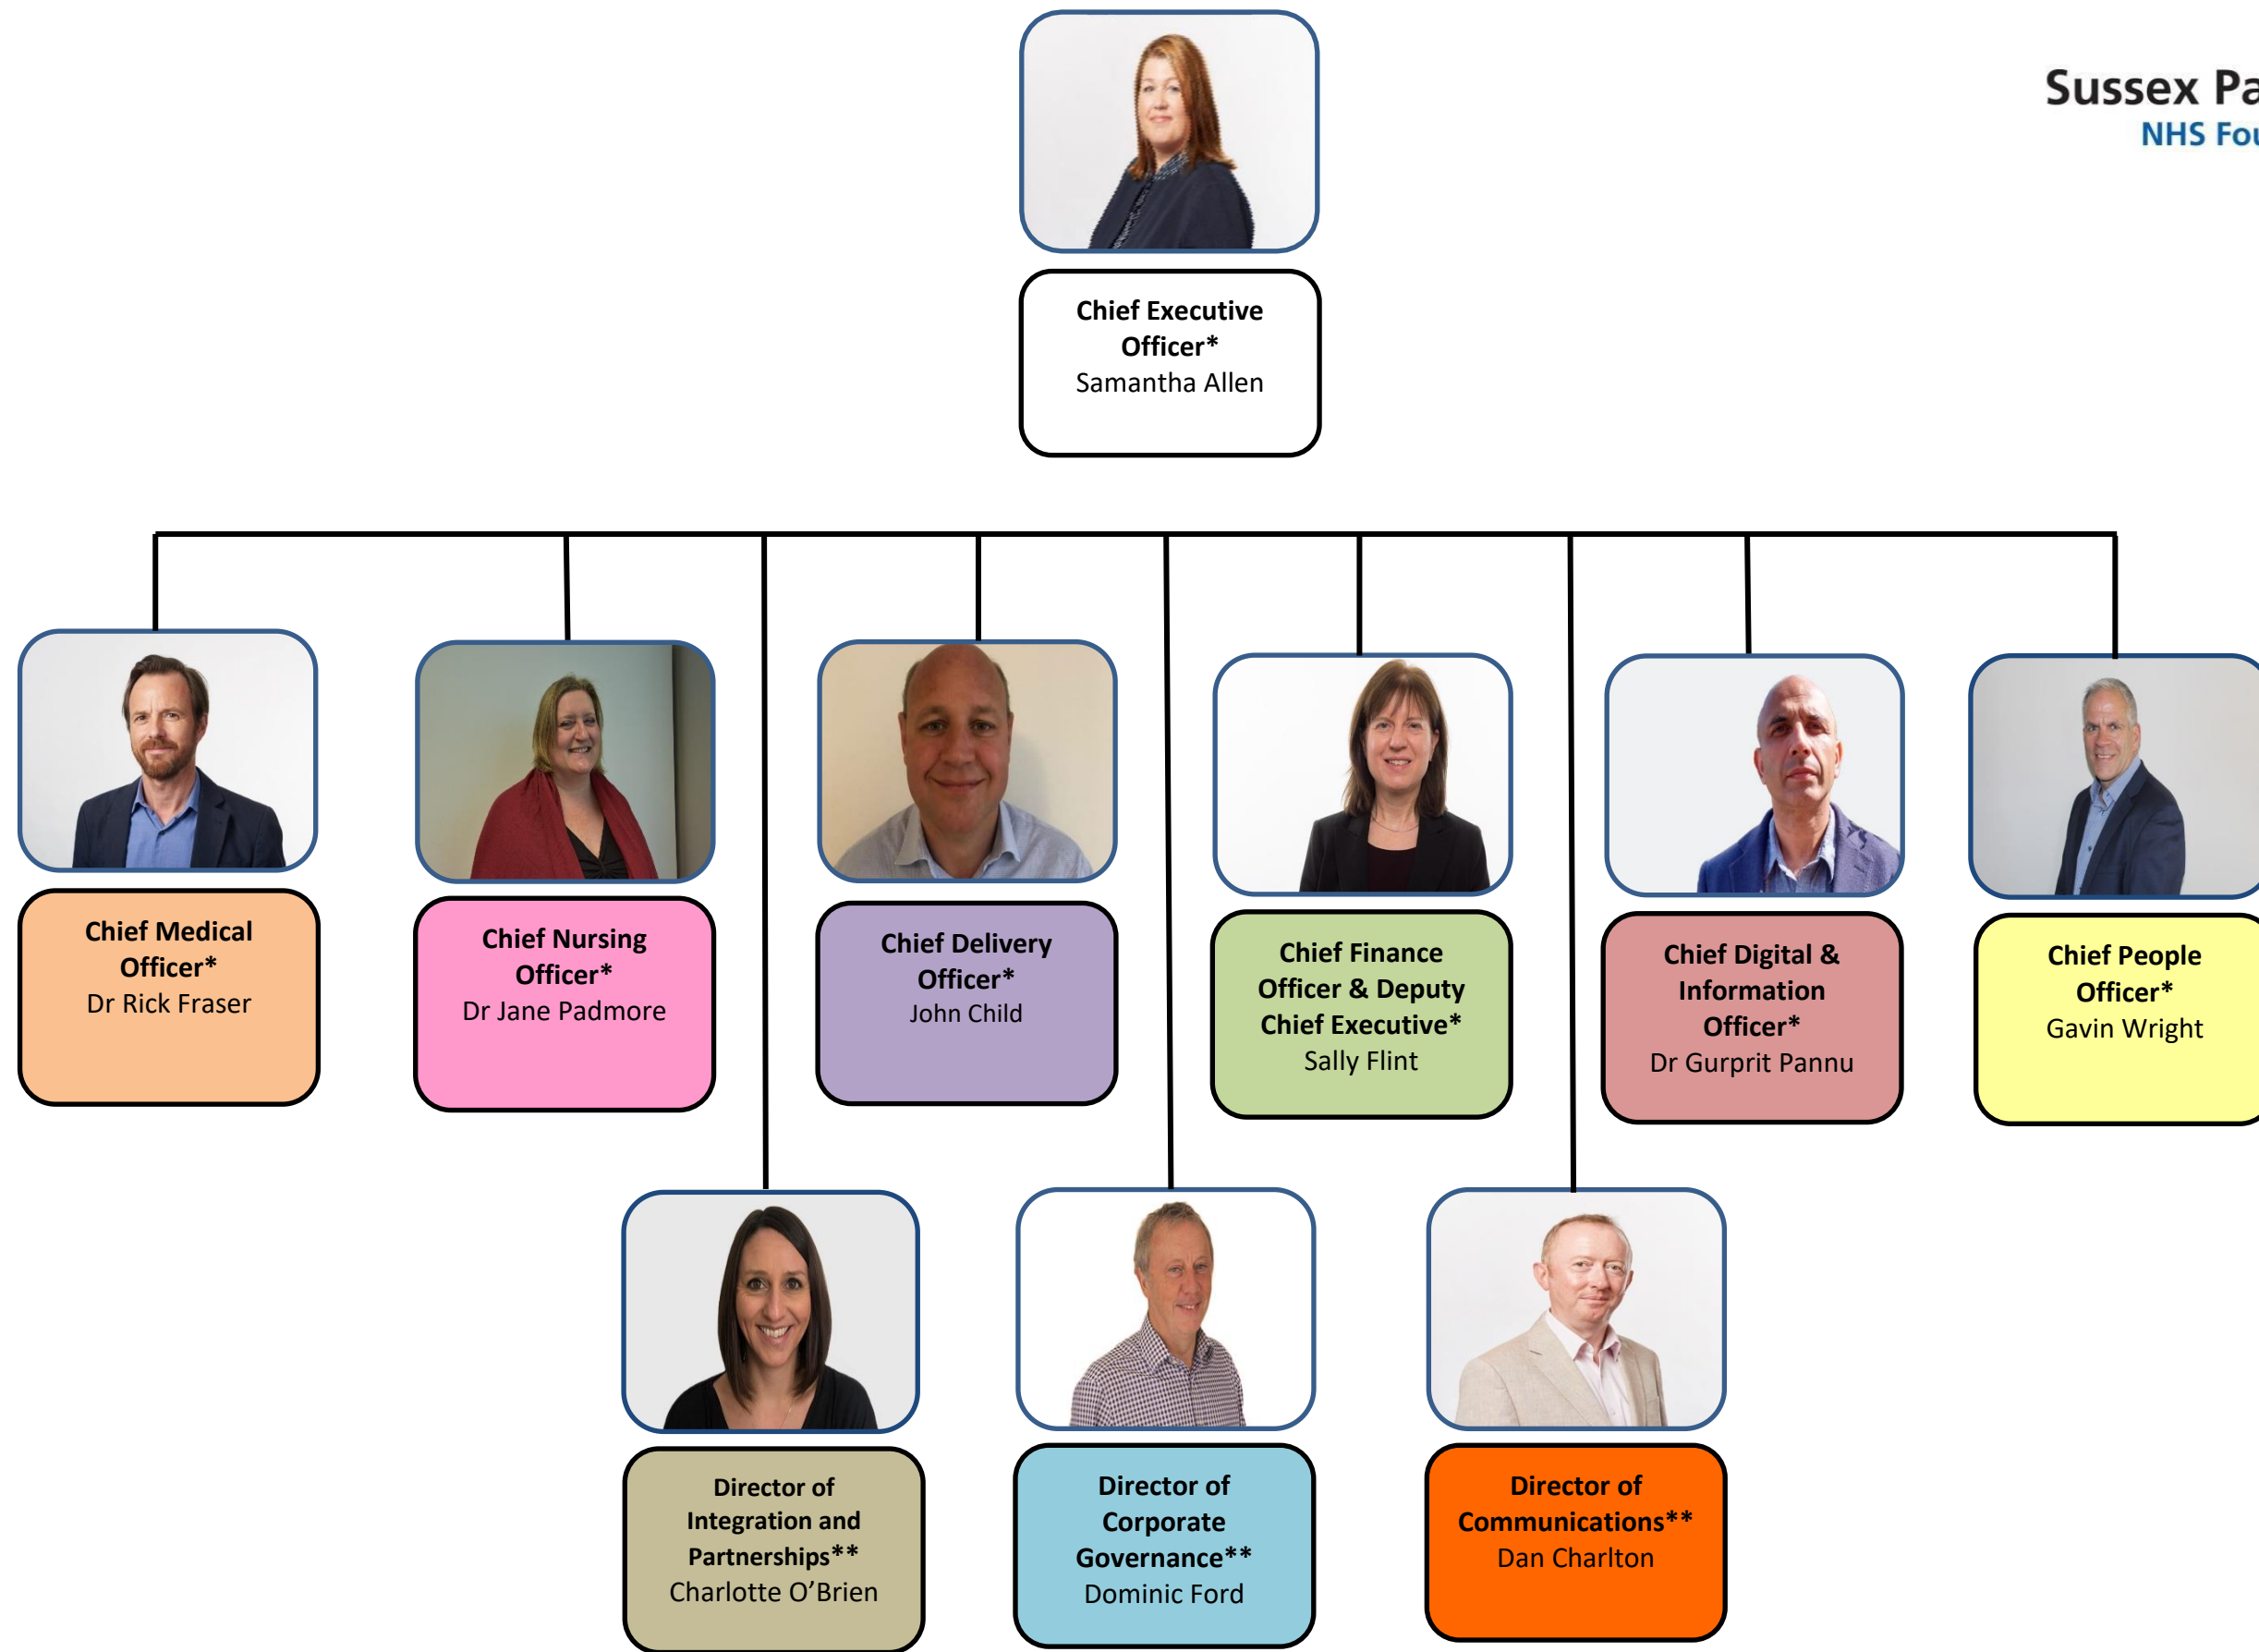 Sussex Pa
NHS Fou
Chief Executive
Officer*
Samantha Allen
Chief Medical
Officer*
Dr Rick Fraser
Chief Nursing
Officer*
Dr Jane Padmore
Chief Delivery
Officer*
John Child
Chief Finance
Officer & Deputy
Chief Executive*
Sally Flint
Chief Digital &
Information
Officer*
Dr Gurprit Pannu
Chief People
Officer*
Gavin Wright
Director of
Integration and
Partnerships**
Charlotte O’Brien
Director of
Corporate
Governance**
Dominic Ford
Director of
Communications**
Dan Charlton